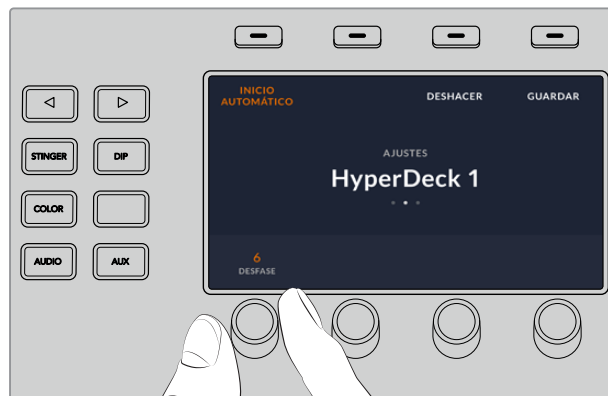 INICIO
AUTOMÁTICO
DESHACER
GUARDAR
AJUSTES
HyperDeck 1
6
DESFASE
STINGER
DIP
COLOR
AUDIO
AUX